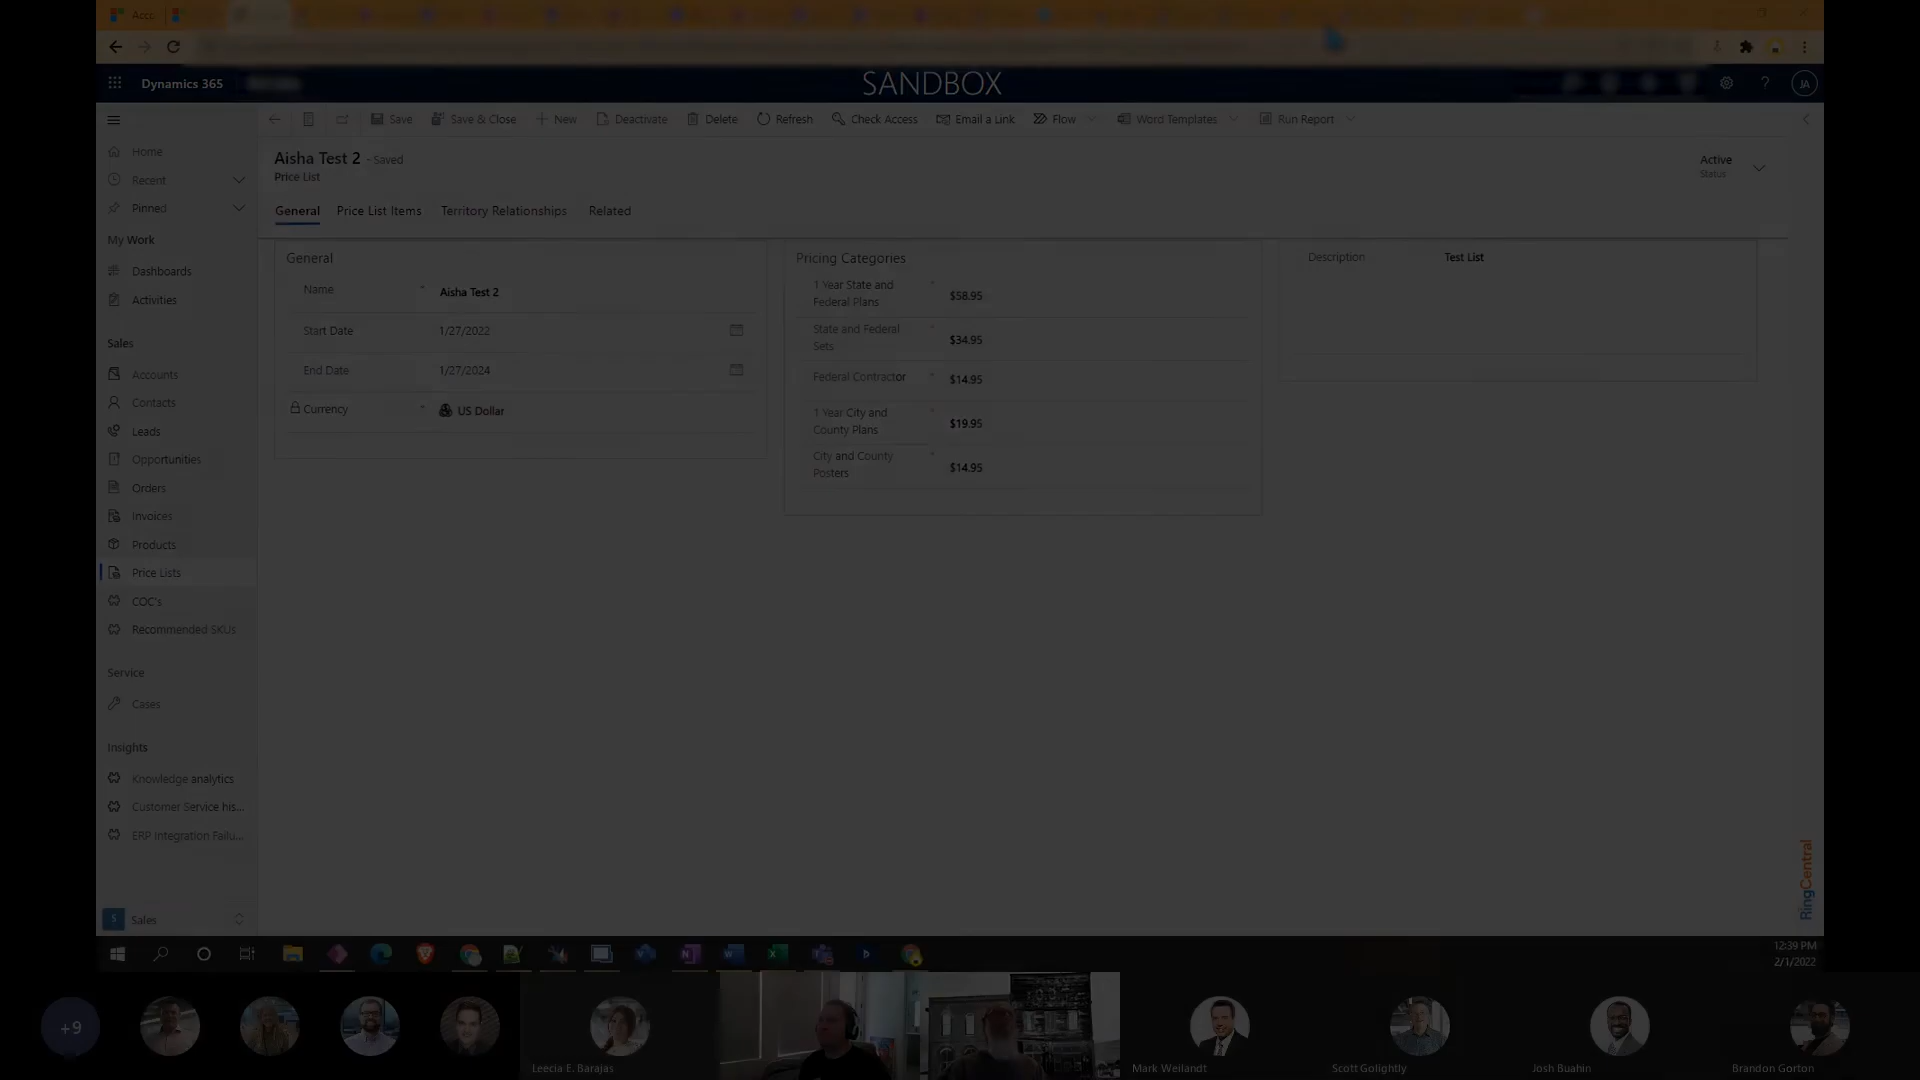 Acc
Dynamics 365
SANDBOX
JA
Save
Save & Close
New
Deactivate
Delete
Refresh
Check Access
Email a Link
Flow
Word Templates
Run Report
Home
Recent
Pinned
My Work
Dashboards
Activities
Sales
Accounts
Contacts
Leads
Opportunities
Orders
Invoices
Products
Price Lists
COC's
Recommended SKUs
Service
Cases
Insights
Knowledge analytics
Customer Service his...
ERP Integration Failu...
S Sales
Aisha Test 2 - Saved
Price List
Active
Status
General Price List Items Territory Relationships Related
General
Name * Aisha Test 2
Start Date 1/27/2022
End Date 1/27/2024
Currency * US Dollar
Pricing Categories
1 Year State and
Federal Plans * $58.95
State and Federal
Sets * $34.95
Federal Contractor * $14.95
1 Year City and
County Plans * $19.95
City and County
Posters * $14.95
Description Test List
RingCentral
12:39 PM
2/1/2022
+9
Leecia E. Barajas
Mark Weilandt
Scott Golightly
Josh Buahin
Brandon Gorton